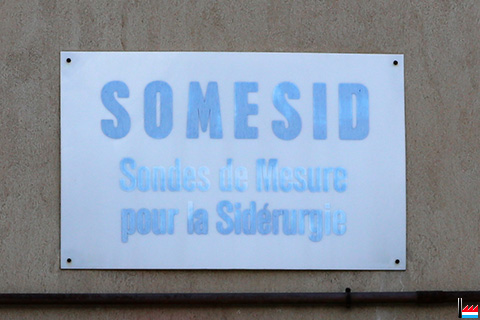 SOMESID
Sondes de Mesure
pour la Sidérurgie